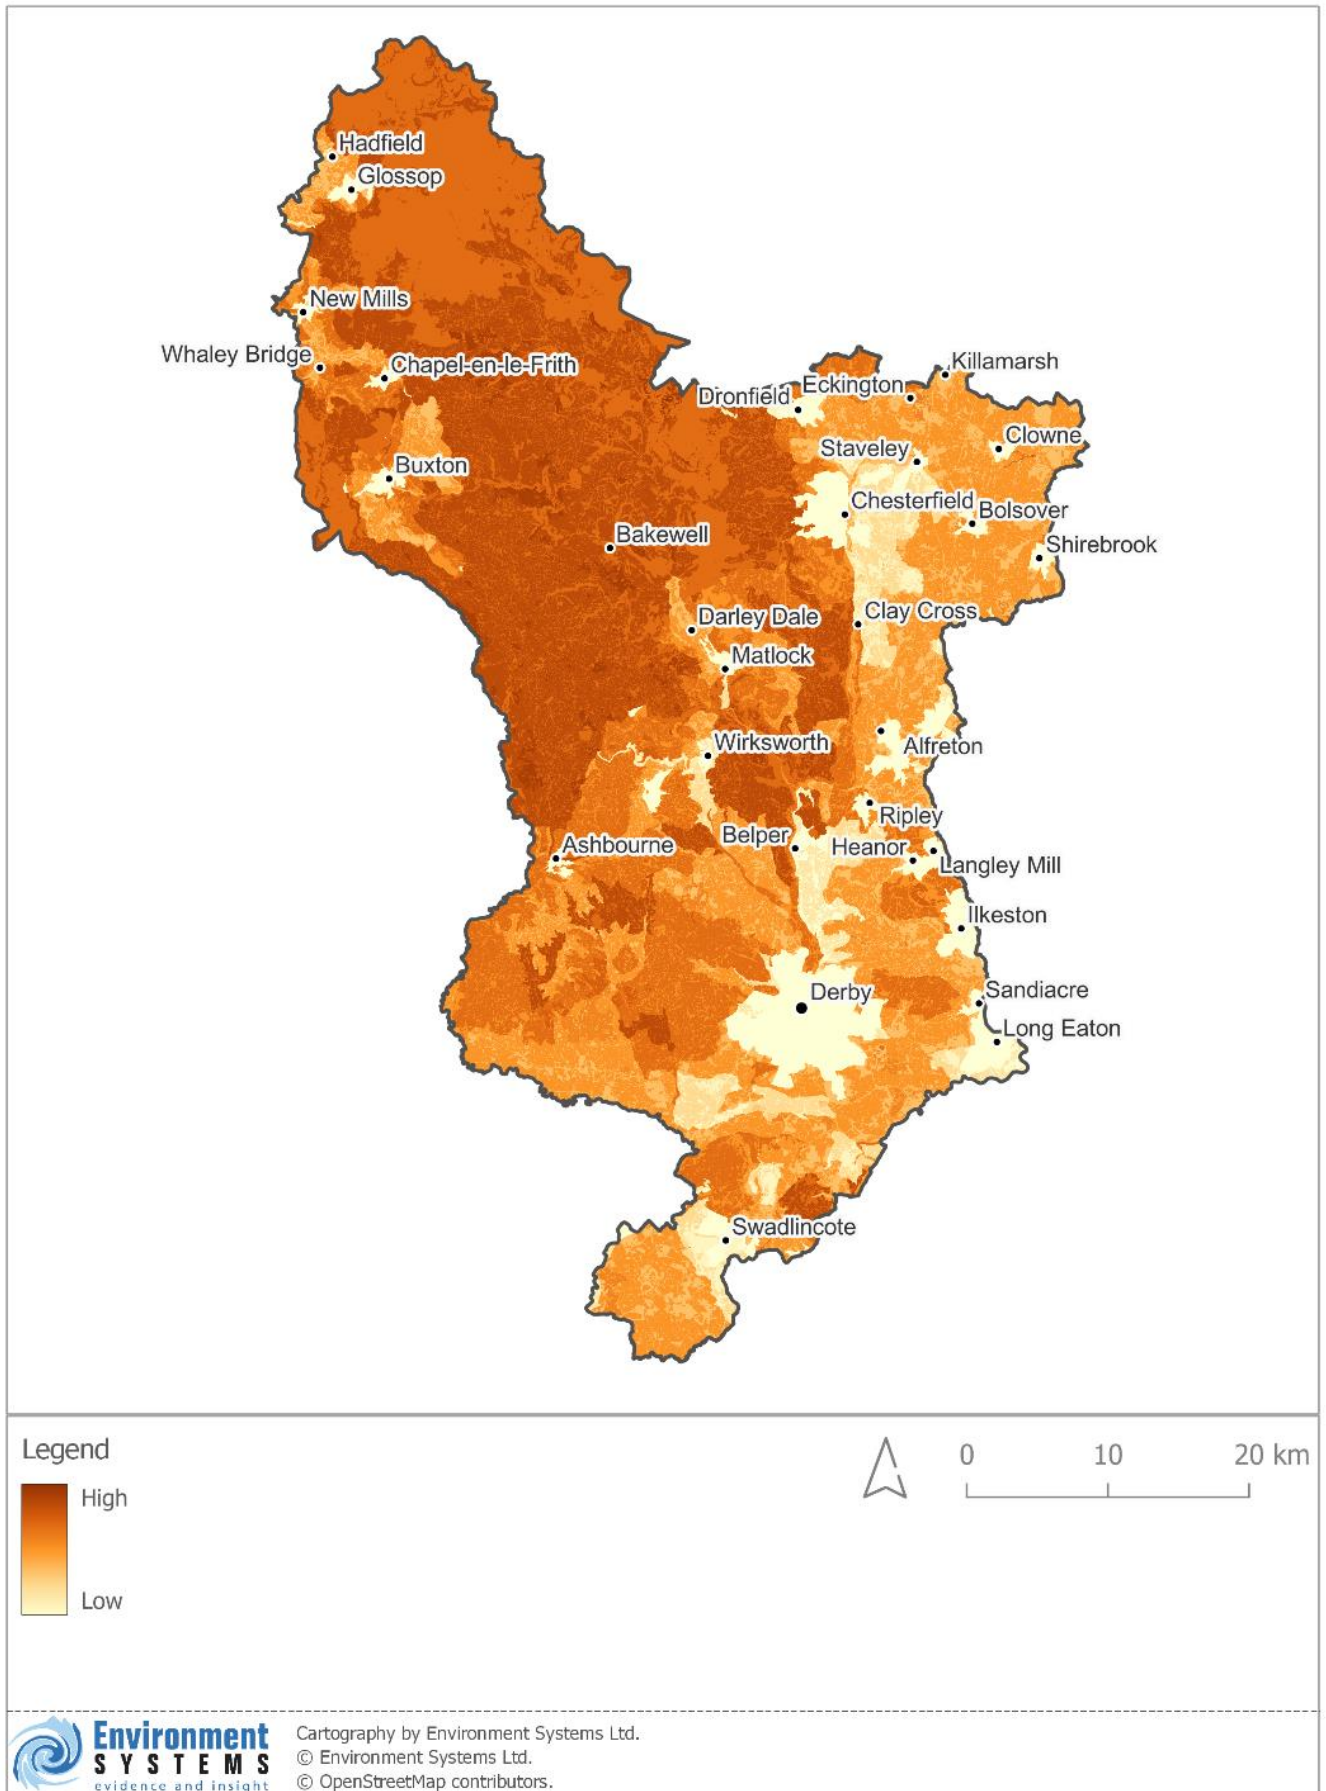 Hadfield
Glossop
New Mills
Whaley Bridge
Chapel-en-le-Frith
Killamarsh
Dronfield
Eckington
Clowne
Staveley
Buxton
Chesterfield
Bolsover
Bakewell
Shirebrook
Darley Dale
Clay Cross
Matlock
Wirksworth
Alfreton
Ripley
Belper
Heanor
Ashbourne
Langley Mill
Ilkeston
Derby
Sandiacre
Long Eaton
Swadlincote
Legend
High
Low
0 10 20 km
Environment
SYSTEMS
evidence and insight
Cartography by Environment Systems Ltd.
© Environment Systems Ltd.
© OpenStreetMap contributors.